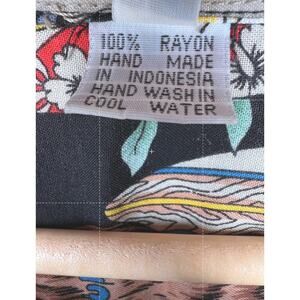 100% RAYON
HAND MADE
IN INDONESIA
HAND WASH IN
COOL WATER